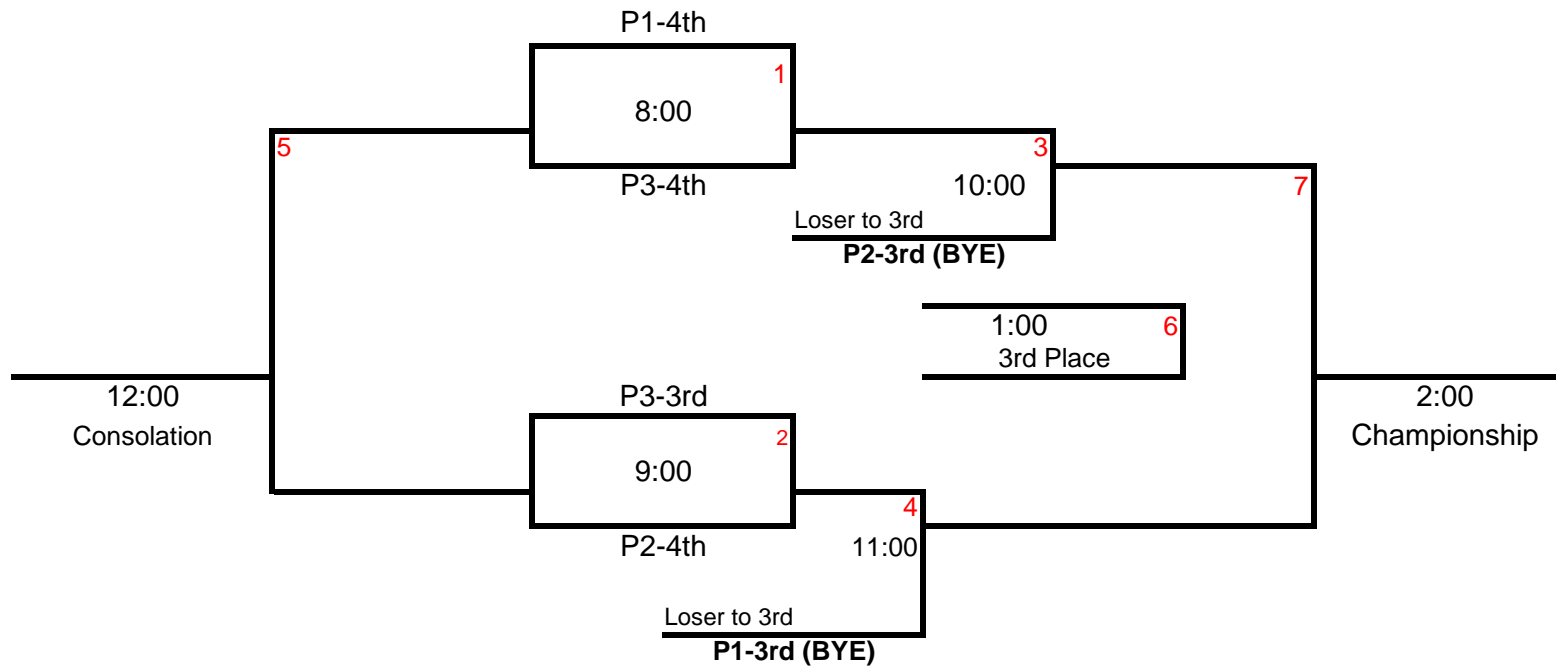 P1-4th
1
8:00
5
3
P3-4th
10:00
7
Loser to 3rd
P2-3rd (BYE)
1:00
6
3rd Place
12:00
P3-3rd
2:00
Consolation
2
Championship
9:00
4
P2-4th
11:00
Loser to 3rd
P1-3rd (BYE)